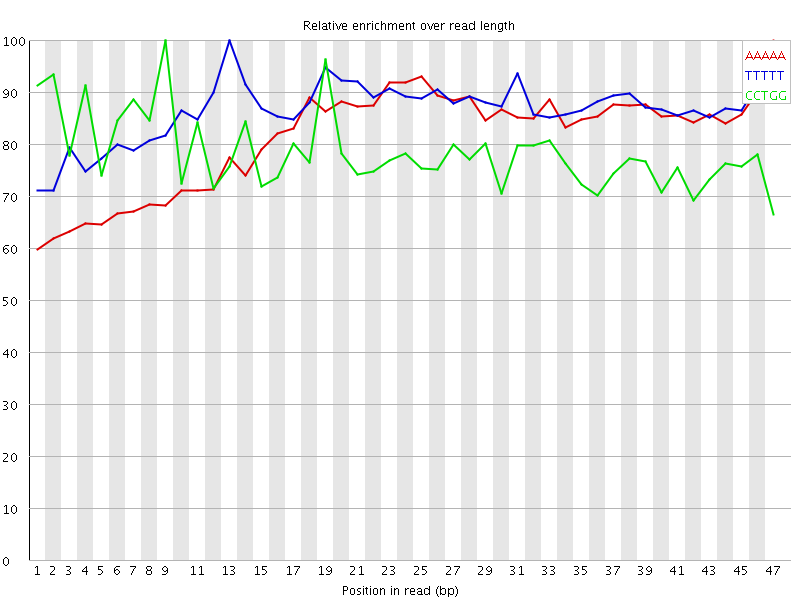 Relative enrichment over read length
100
90
80
70
60
50
40
30
20
10
0
AAAAA
TTTTT
CCTGG
1 2 3 4 5 6 7 8 9 11 13 15 17 19 21 23 25 27 29 31 33 35 37 39 41 43 45 47
Position in read (bp)